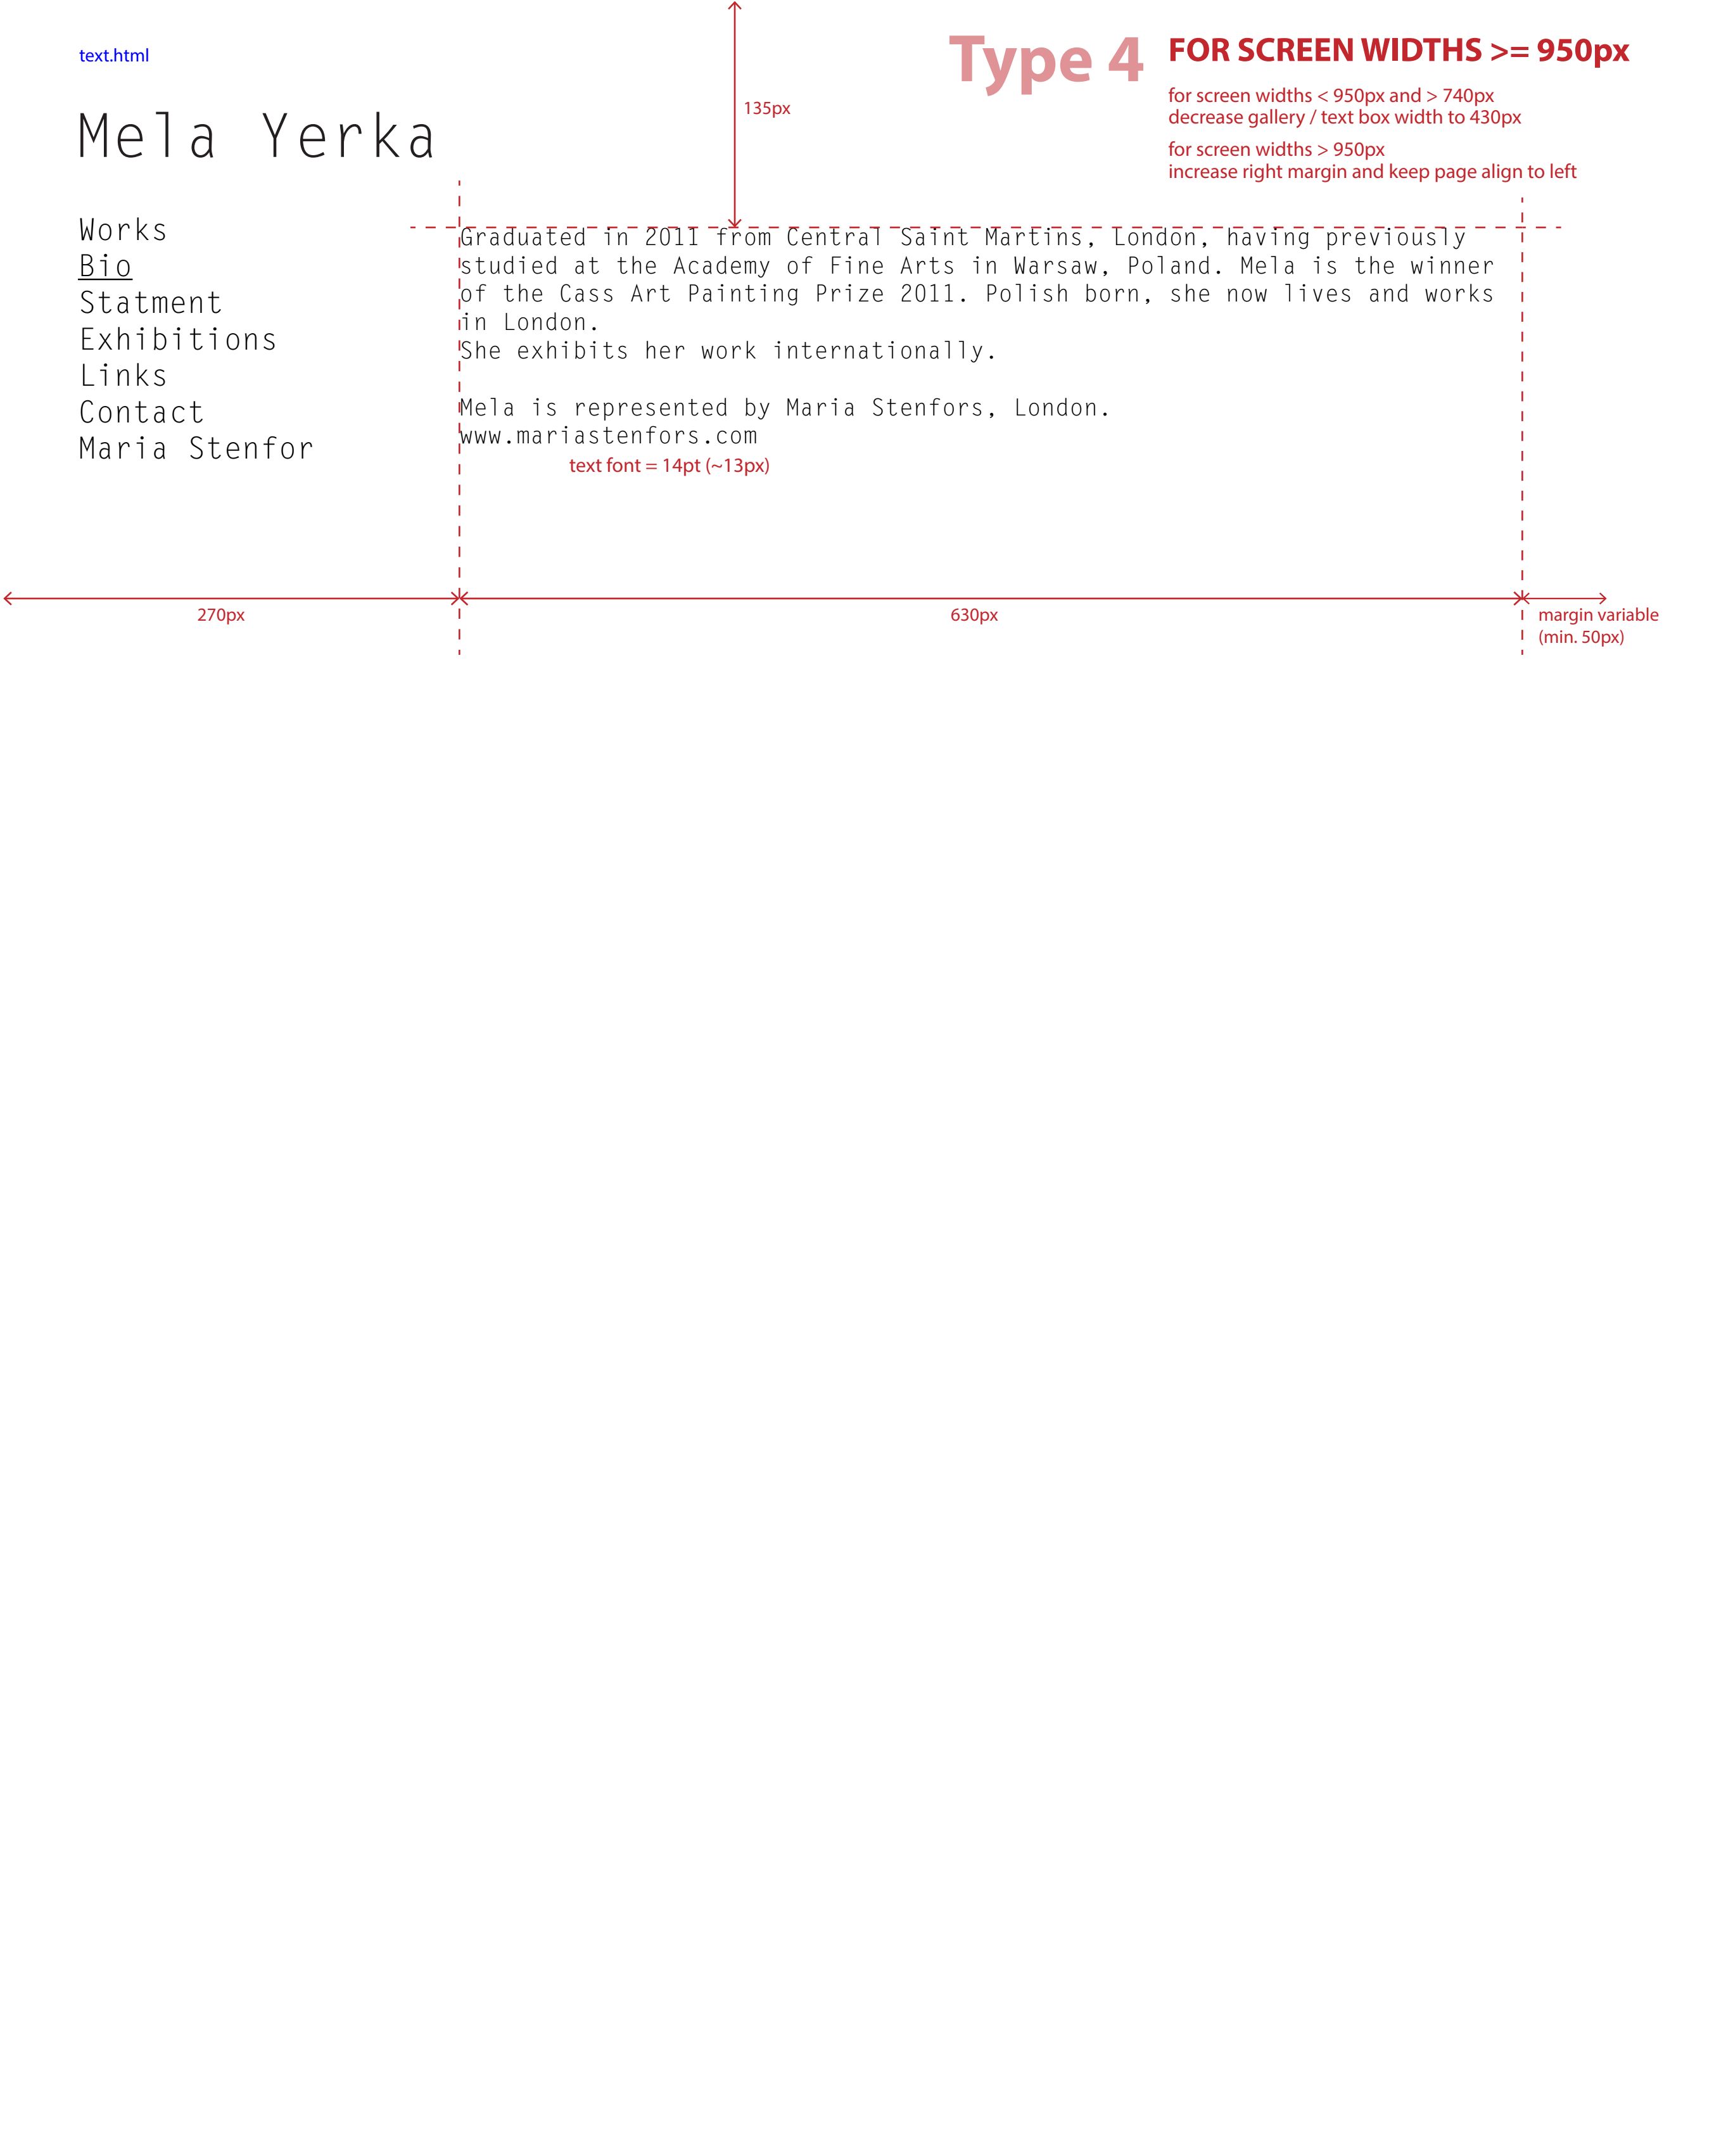 text.html
Type 4
FOR SCREEN WIDTHS >= 950px
for screen widths < 950px and > 740px
decrease gallery / text box width to 430px
for screen widths > 950px
increase right margin and keep page align to left
135px
Mela Yerka
Works
Bio
Statment
Exhibitions
Links
Contact
Maria Stenfor
Graduated in 2011 from Central Saint Martins, London, having previously
studied at the Academy of Fine Arts in Warsaw, Poland. Mela is the winner
of the Cass Art Painting Prize 2011. Polish born, she now lives and works
in London.
She exhibits her work internationally.
Mela is represented by Maria Stenfors, London.
www.mariastenfors.com
text font = 14pt (~13px)
270px
630px
margin variable
(min. 50px)